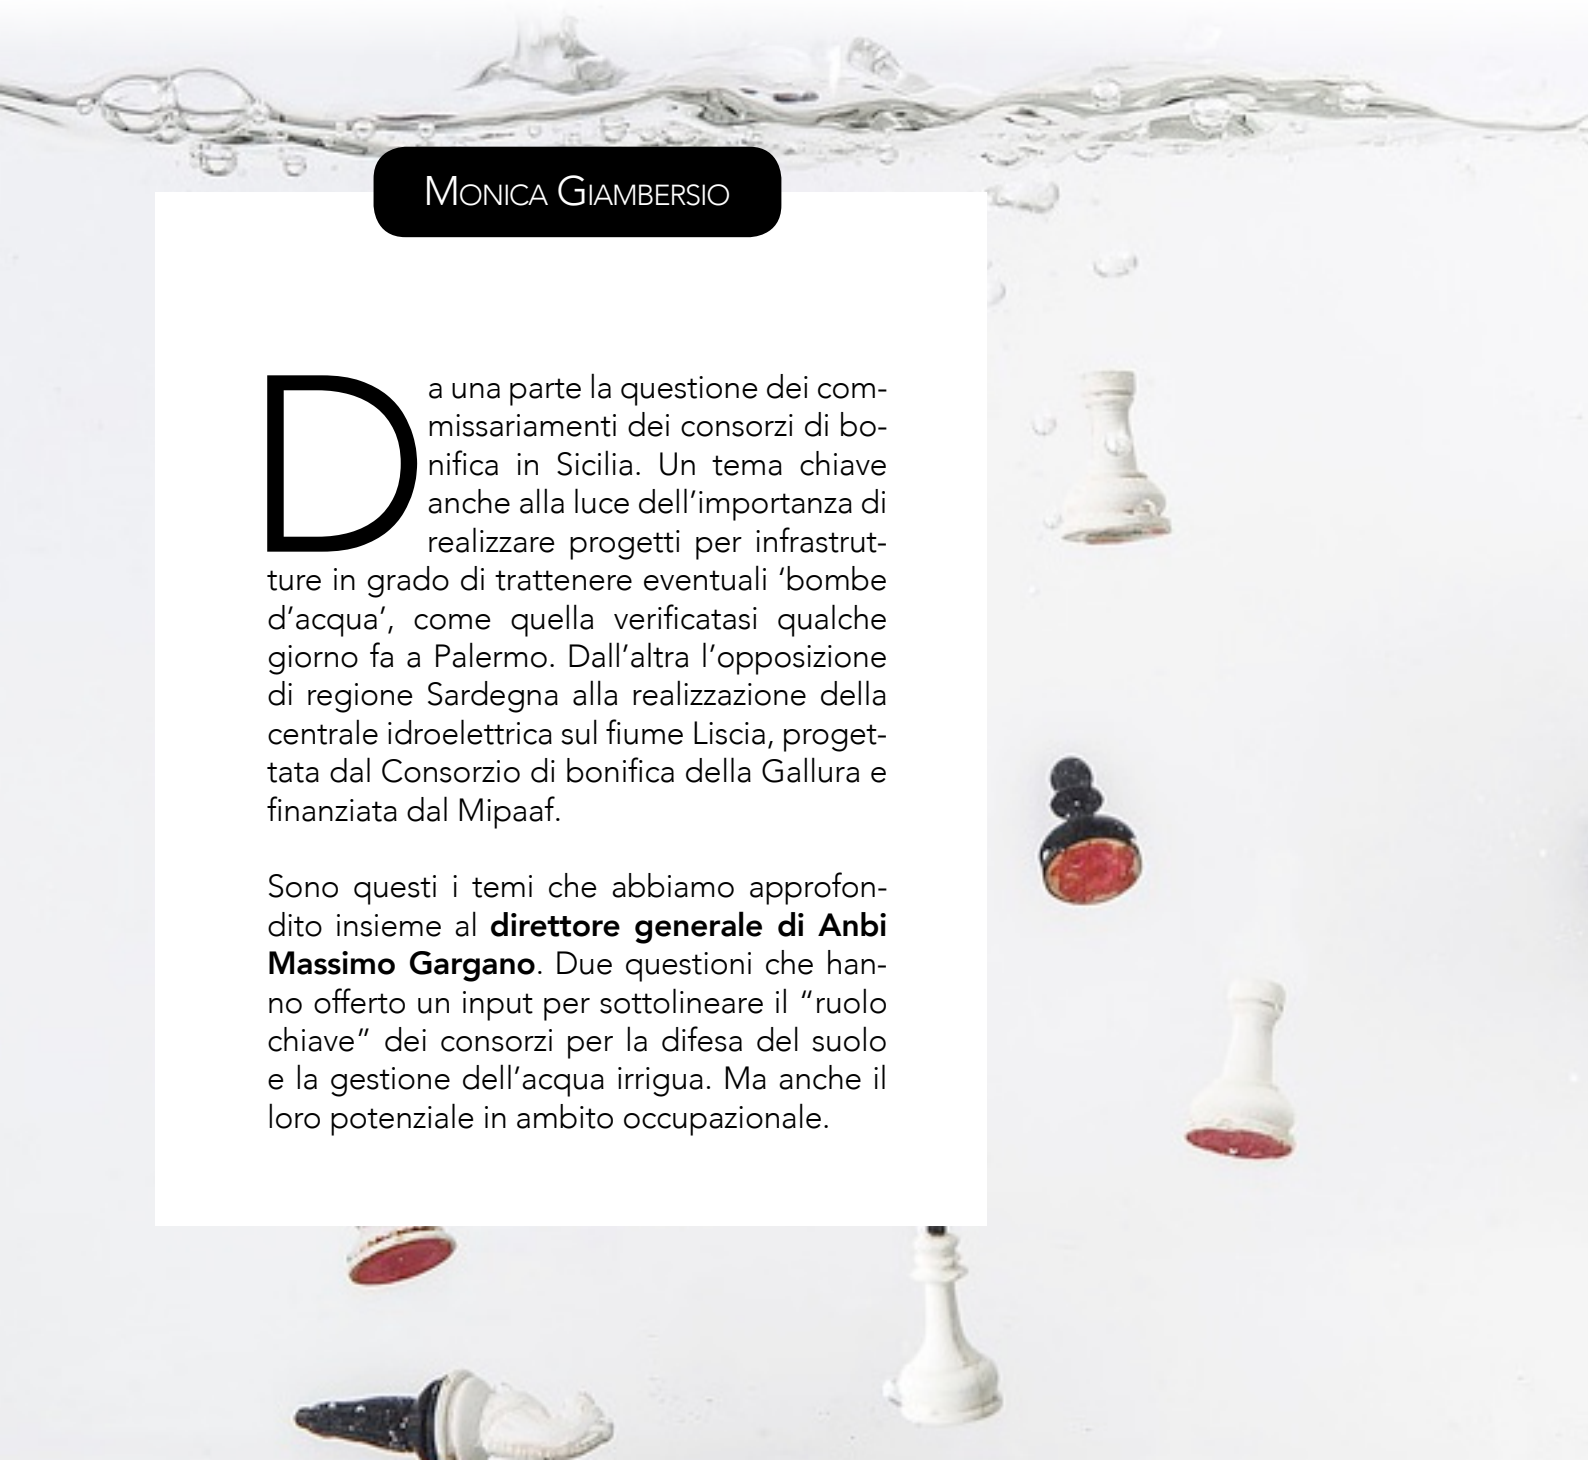 Monica Giambersio
Da una parte la questione dei com-
missariamenti dei consorzi di bo-
nifica in Sicilia. Un tema chiave
anche alla luce dell’importanza di
realizzare progetti per infrastrut-
ture in grado di trattenere eventuali ‘bombe
d’acqua’, come quella verificatasi qualche
giorno fa a Palermo. Dall’altra l’opposizione
di regione Sardegna alla realizzazione della
centrale idroelettrica sul fiume Liscia, proget-
tata dal Consorzio di bonifica della Gallura e
finanziata dal Mipaaf.
Sono questi i temi che abbiamo approfon-
dito insieme al direttore generale di Anbi
Massimo Gargano. Due questioni che han-
no offerto un input per sottolineare il “ruolo
chiave” dei consorzi per la difesa del suolo
e la gestione dell’acqua irrigua. Ma anche il
loro potenziale in ambito occupazionale.